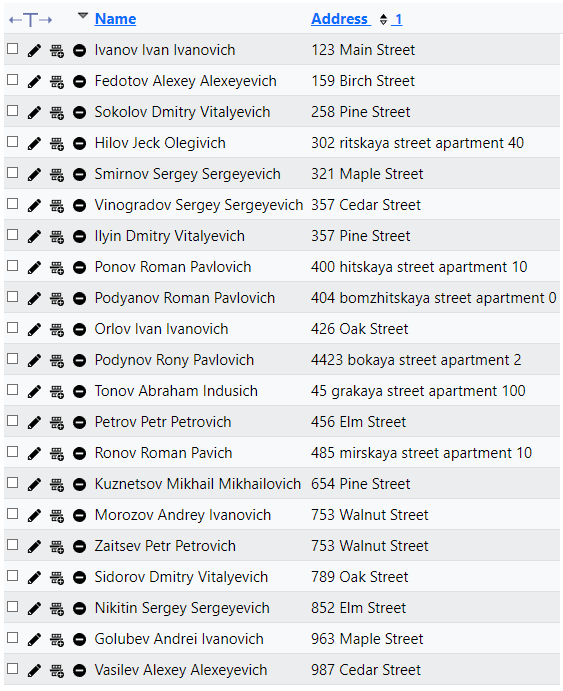 Name Address 1
Ivanov Ivan Ivanovich 123 Main Street
Fedotov Alexey Alexeyevich 159 Birch Street
Sokolov Dmitry Vitalyevich 258 Pine Street
Hilov Jeck Olegivich 302 ritskaya street apartment 40
Smirnov Sergey Sergeyevich 321 Maple Street
Vinogradov Sergey Sergeyevich 357 Cedar Street
Ilyin Dmitry Vitalyevich 357 Pine Street
Ponov Roman Pavlovich 400 hitskaya street apartment 10
Podyanov Roman Pavlovich 404 bomzhitskaya street apartment 0
Orlov Ivan Ivanovich 426 Oak Street
Podynov Rony Pavlovich 4423 bokaya street apartment 2
Tonov Abraham Indusich 45 grakaya street apartment 100
Petrov Petr Petrovich 456 Elm Street
Ronov Roman Pavich 485 mirskaya street apartment 10
Kuznetsov Mikhail Mikhailovich 654 Pine Street
Morozov Andrey Ivanovich 753 Walnut Street
Zaitsev Petr Petrovich 753 Walnut Street
Sidorov Dmitry Vitalyevich 789 Oak Street
Nikitin Sergey Sergeyevich 852 Elm Street
Golubev Andrei Ivanovich 963 Maple Street
Vasilev Alexey Alexeyevich 987 Cedar Street